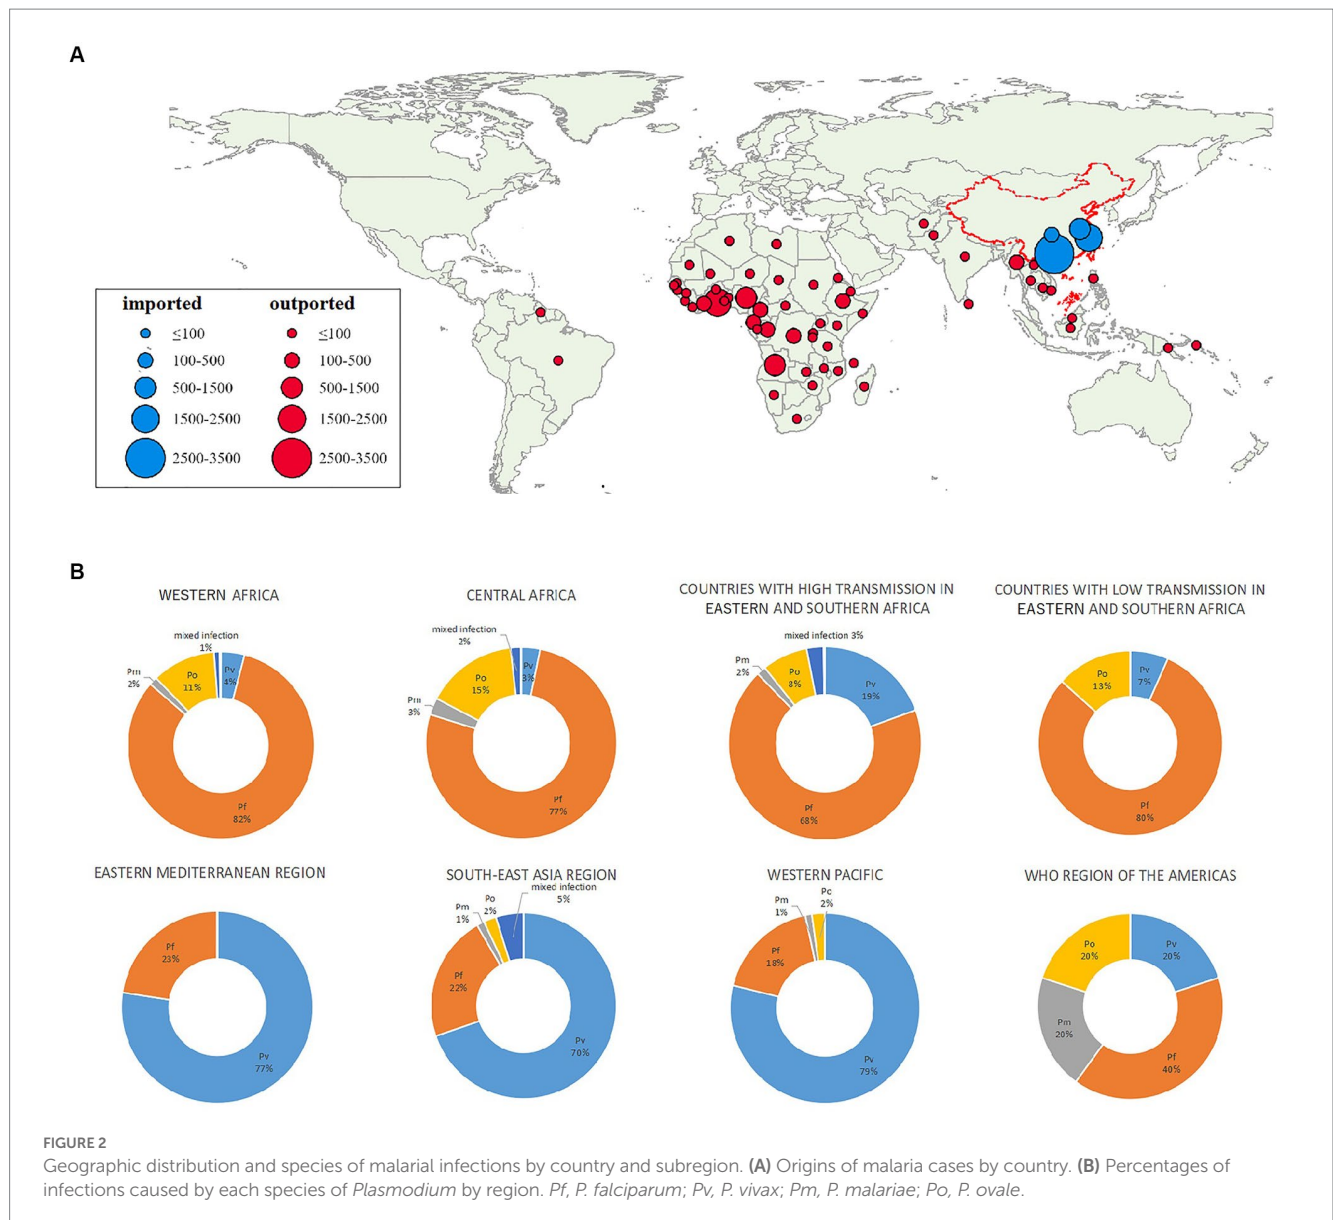 A
imported outported
≤100 ≤100
100-500 100-500
500-1500 500-1500
1500-2500 1500-2500
2500-3500 2500-3500
B
WESTERN AFRICA
mixed infection
1%
Pv
4%
Pm
2%
Po
11%
Pf
82%
CENTRAL AFRICA
mixed infection
2%
Pv
3%
Po
15%
Pm
3%
Pf
77%
COUNTRIES WITH HIGH TRANSMISSION IN
EASTERN AND SOUTHERN AFRICA
mixed infection 3%
Pm
2%
Po
8%
Pv
19%
Pf
68%
COUNTRIES WITH LOW TRANSMISSION IN
EASTERN AND SOUTHERN AFRICA
Po
13%
Pv
7%
Pf
80%
EASTERN MEDITERRANEAN REGION
Pf
23%
Pv
77%
SOUTH-EAST ASIA REGION
mixed infection
5%
Po
2%
Pm
1%
Pf
22%
Pv
70%
WESTERN PACIFIC
Pm
1%
Po
2%
Pf
18%
Pv
79%
WHO REGION OF THE AMERICAS
Po
20%
Pv
20%
Pm
20%
Pf
40%
FIGURE 2
Geographic distribution and species of malarial infections by country and subregion. (A) Origins of malaria cases by country. (B) Percentages of
infections caused by each species of Plasmodium by region. Pf, P. falciparum; Pv, P. vivax; Pm, P. malariae; Po, P. ovale.